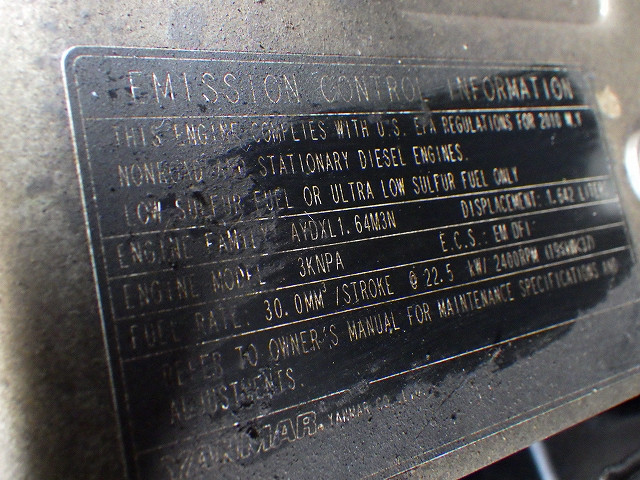 EMISSION CONTROL INFORMATION
THIS ENGINE COMPLIES WITH U.S. EPA REGULATIONS FOR 2010 M.Y
NONROAD AND STATIONARY DIESEL ENGINES.
LOW SULFUR FUEL OR ULTRA LOW SULFUR FUEL ONLY
ENGINE FAMILY: AYDXL1.64M3N DISPLACEMENT: 1.642 LITER
ENGINE MODEL: 3KNPA E.C.S.: EM DFI
FUEL RATE: 30.0MM³/STROKE @ 22.5 kW/ 2400RPM
REFER TO OWNER'S MANUAL FOR MAINTENANCE SPECIFICATIONS AND
ADJUSTMENTS.
YANMAR. YANMAR CO., LTD.